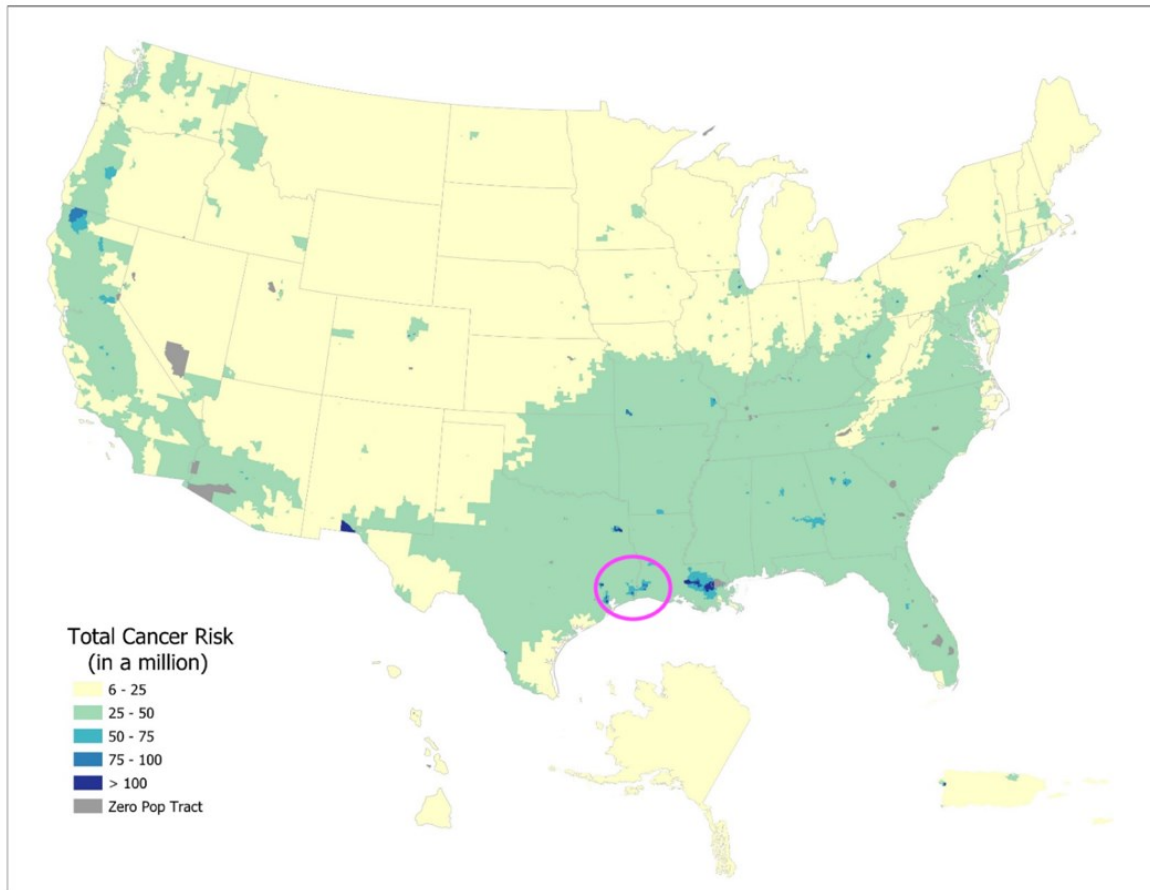 Total Cancer Risk
(in a million)
6 - 25
25 - 50
50 - 75
75 - 100
> 100
Zero Pop Tract